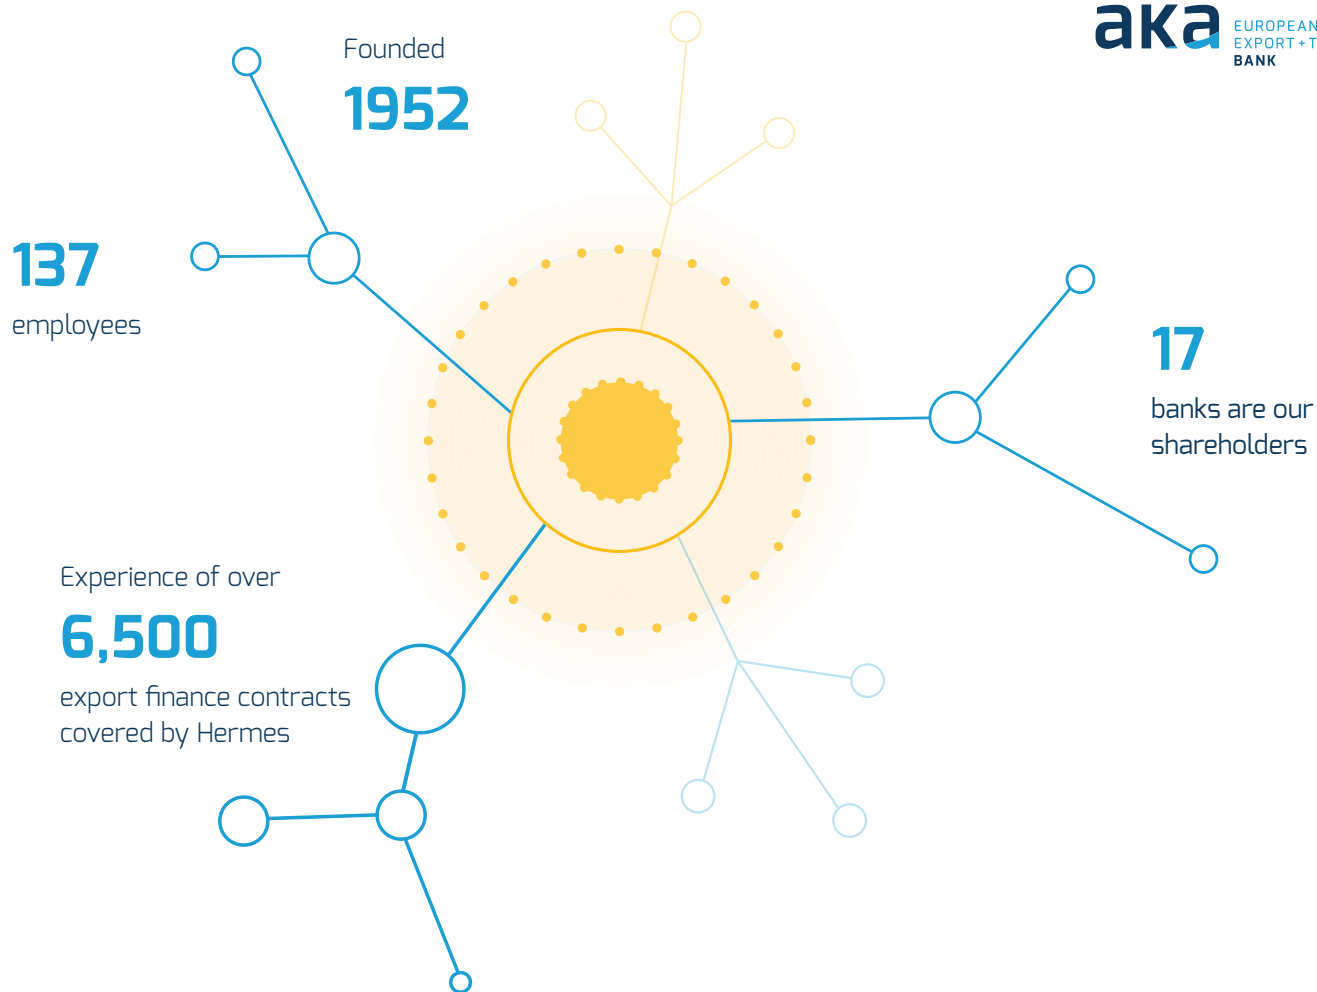 aka
EUROPEAN
EXPORT+T
BANK
Founded
1952
137
employees
17
banks are our
shareholders
Experience of over
6,500
export finance contracts
covered by Hermes